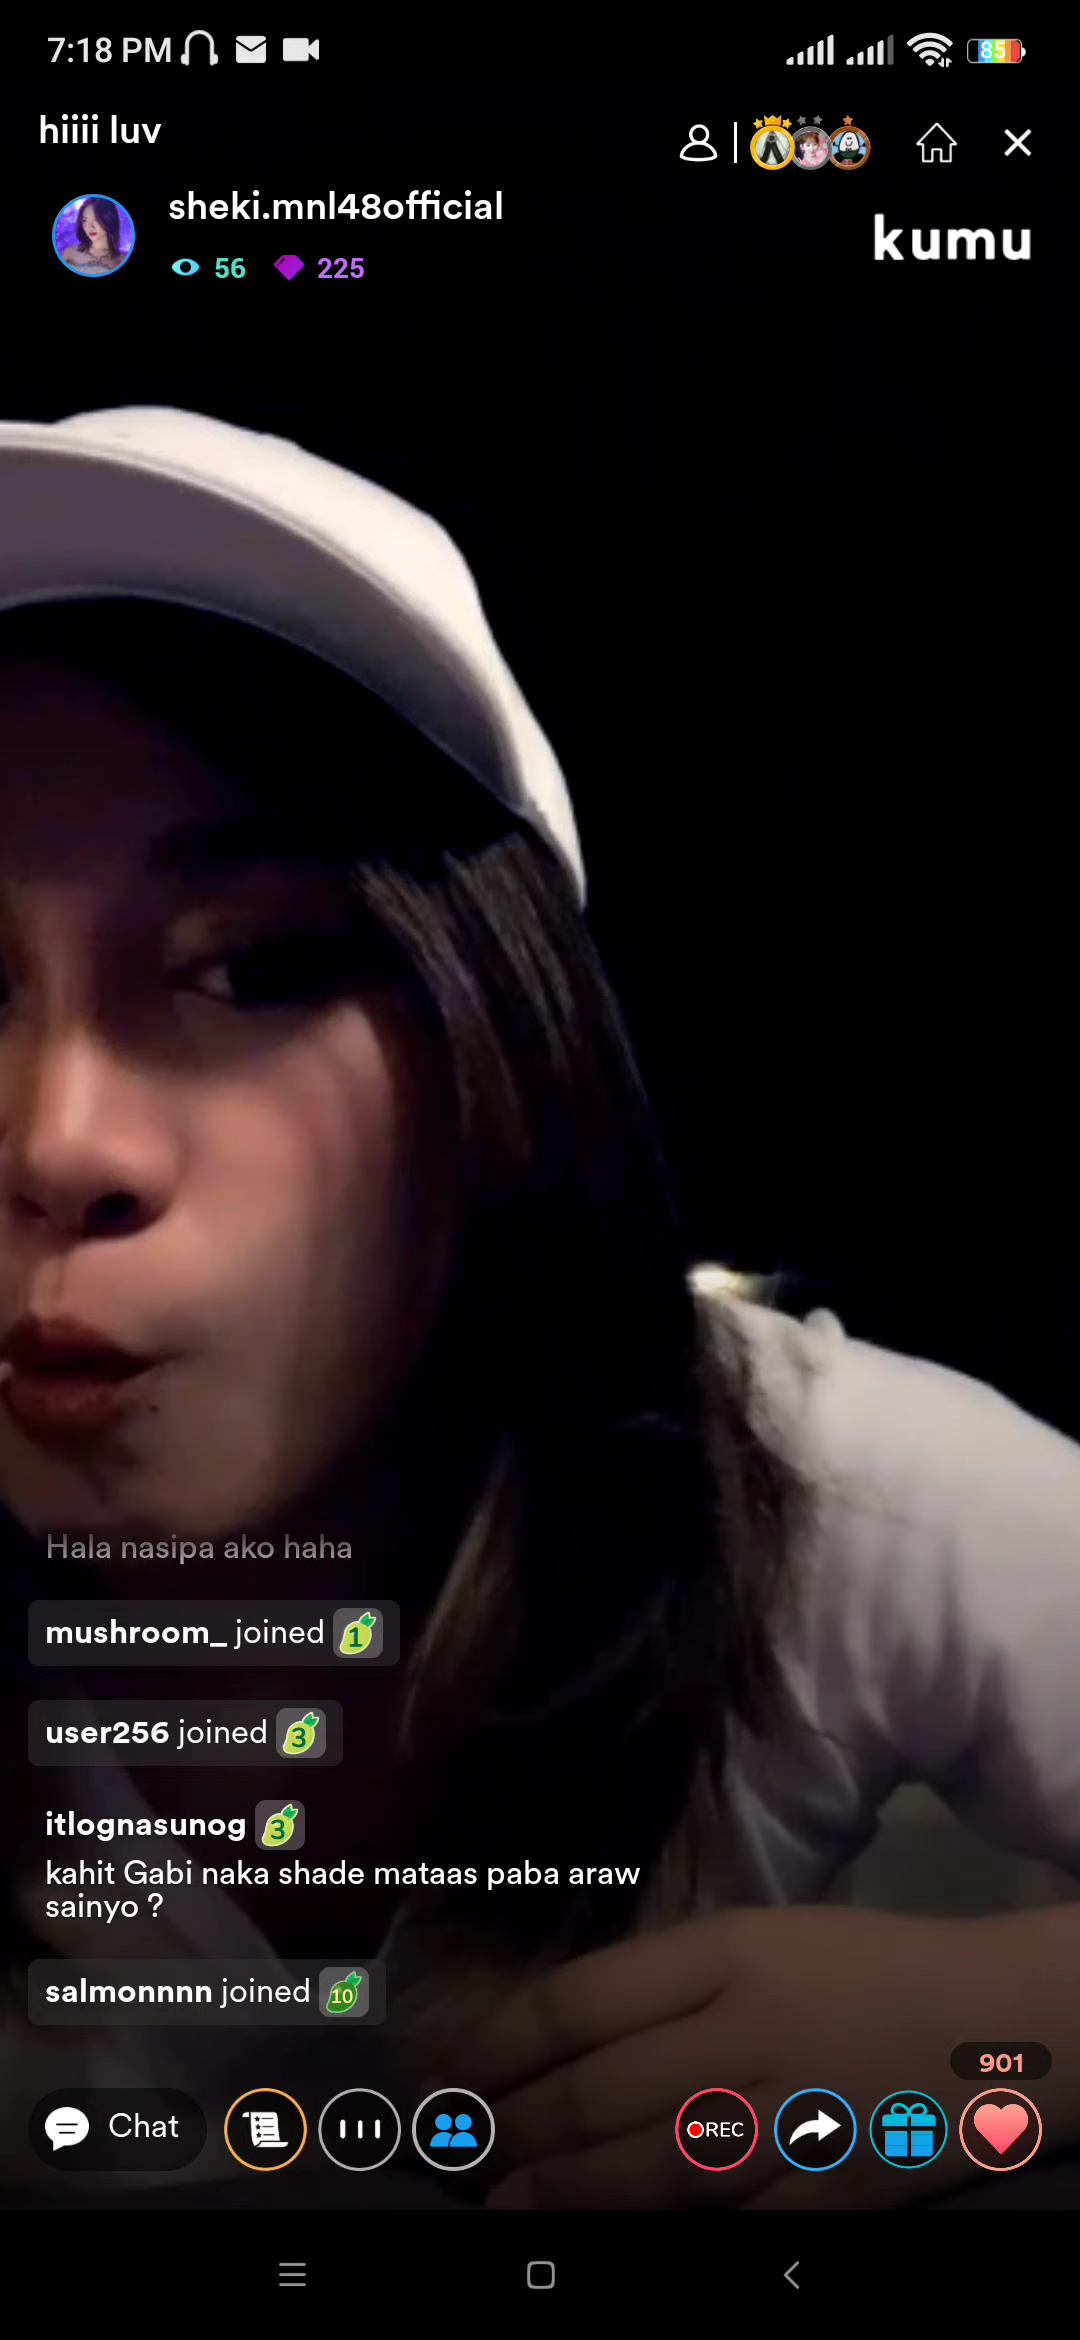 7:18 PM
85
hiiii luv
sheki.mnl48official
56 225
kumu
Hala nasipa ako haha
mushroom_ joined 1
user256 joined 3
itlognasunog 3
kahit Gabi naka shade mataas paba araw
sainyo ?
salmonnnn joined 10
901
Chat
REC